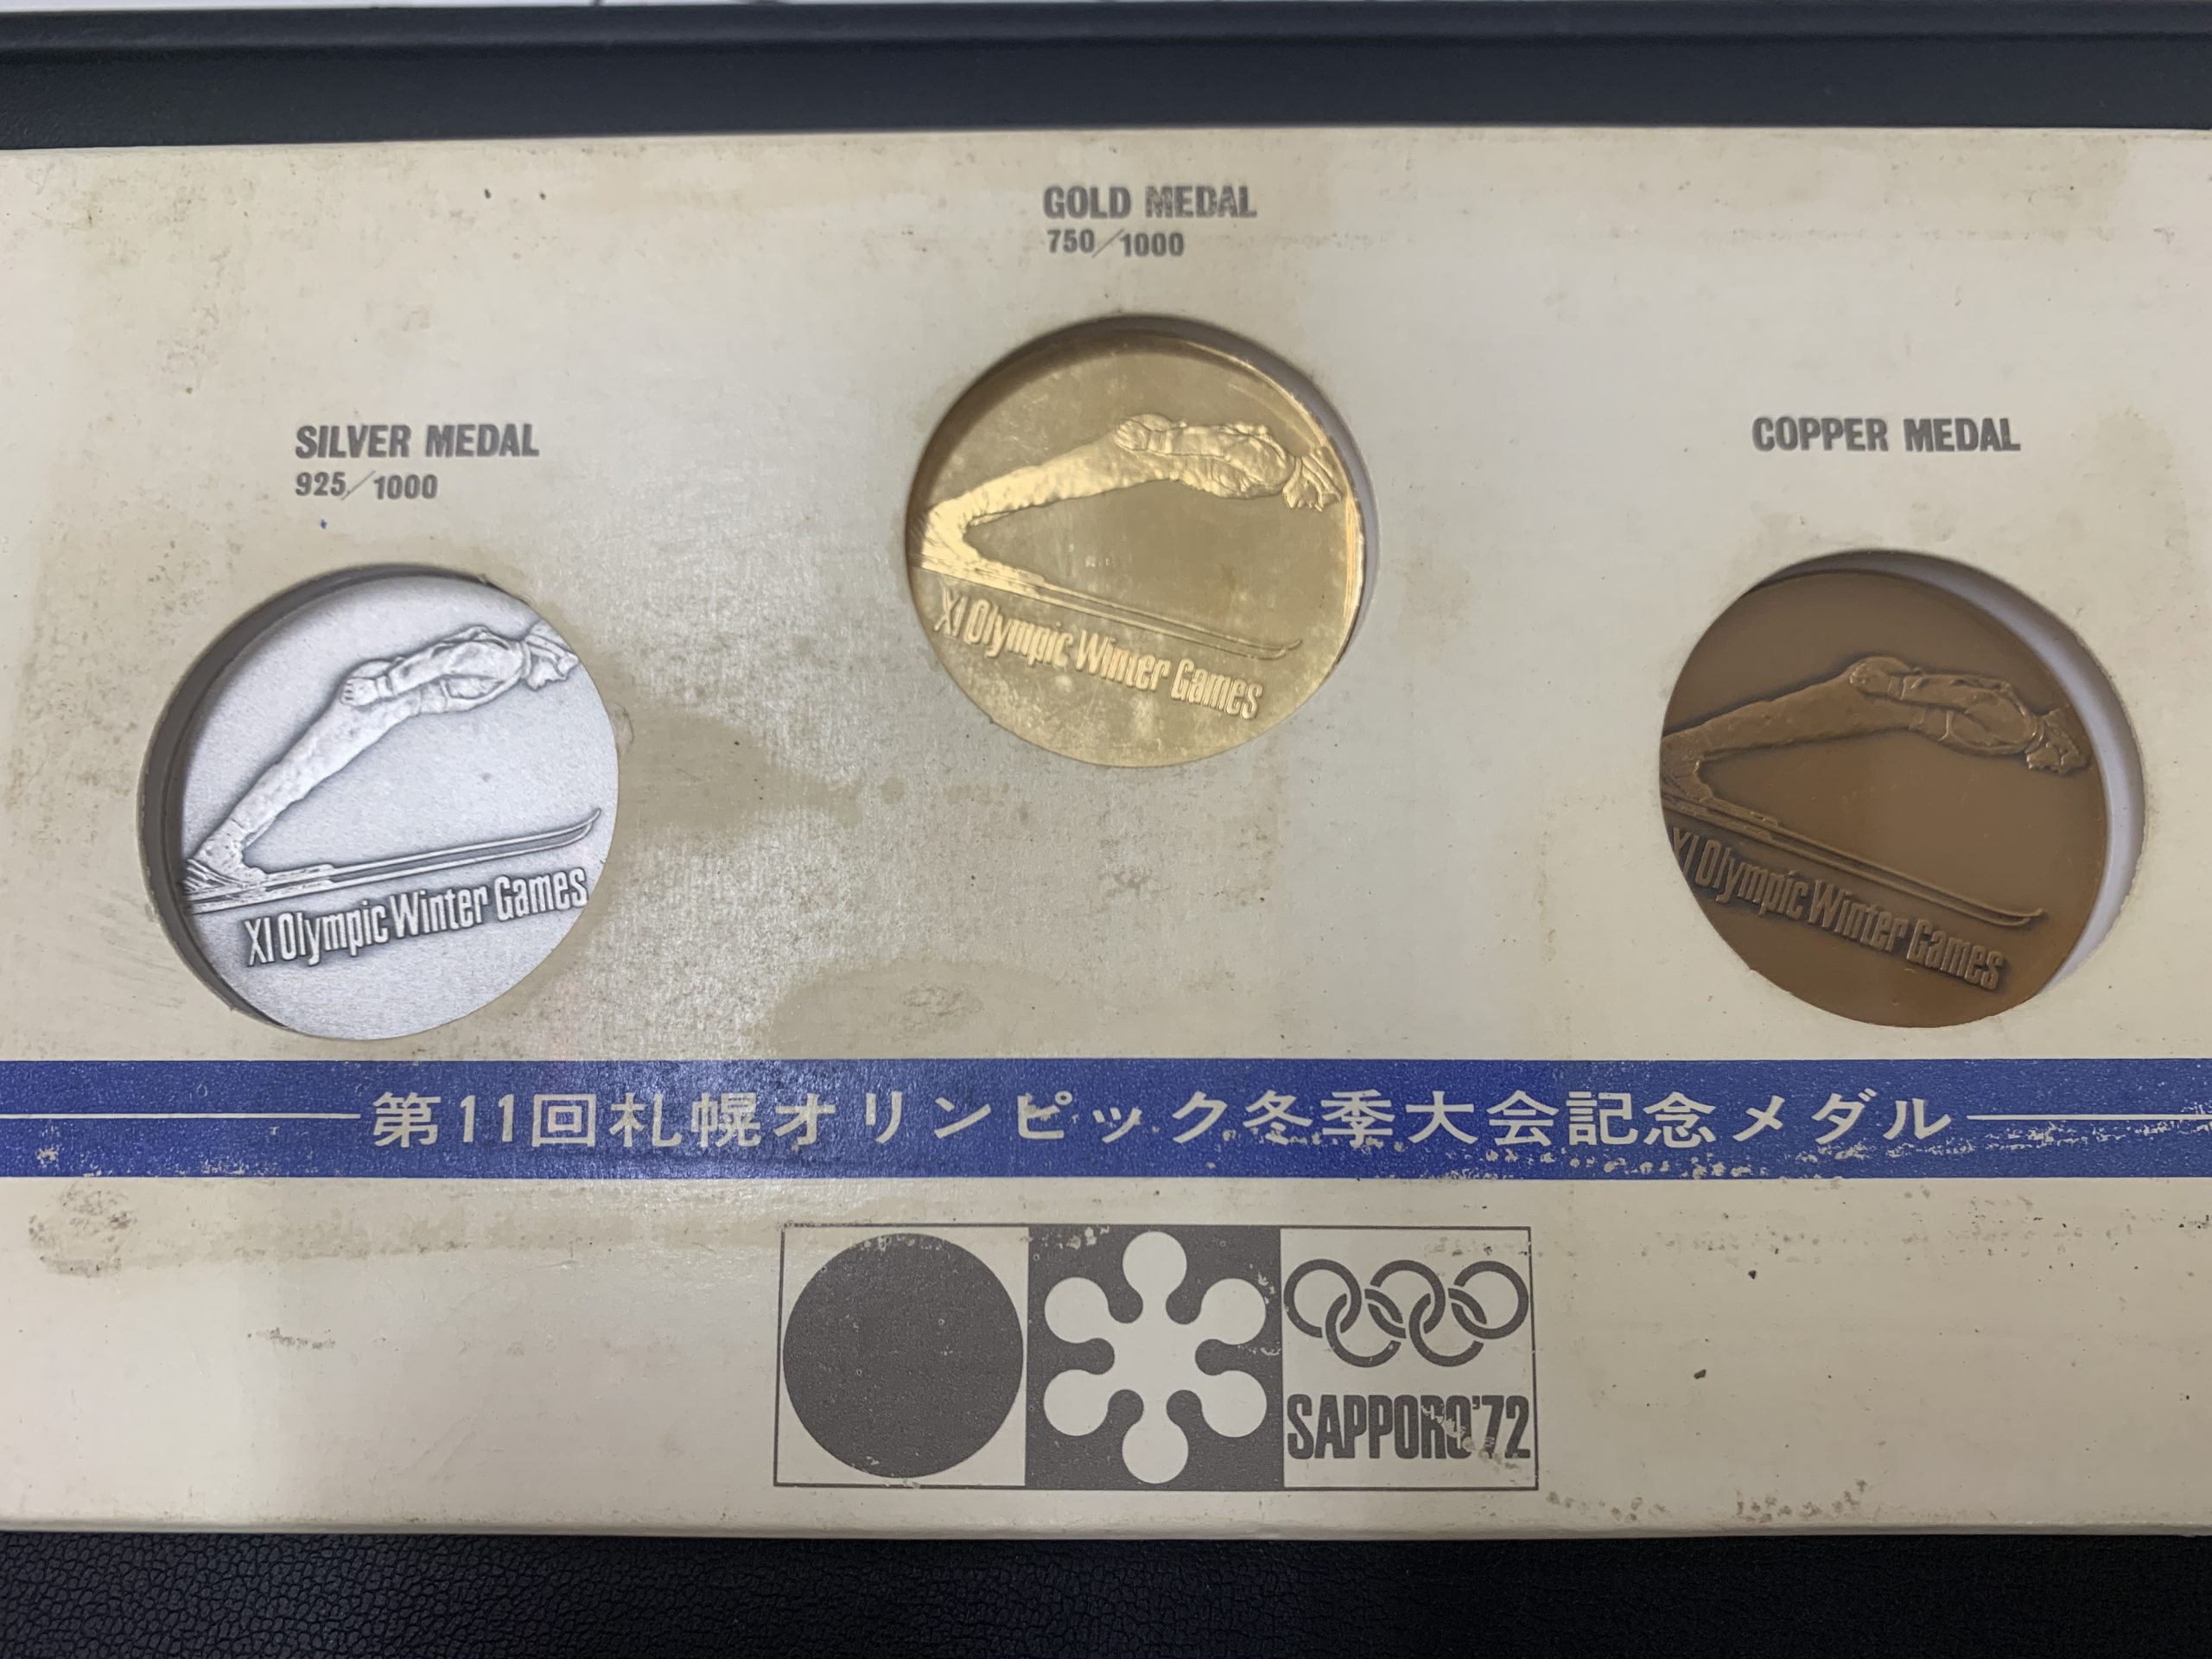 GOLD MEDAL
750/1000
SILVER MEDAL
925/1000
COPPER MEDAL
XI Olympic Winter Games
XI Olympic Winter Games
XI Olympic Winter Games
第11回札幌オリンピック冬季大会記念メダル
SAPPORO'72